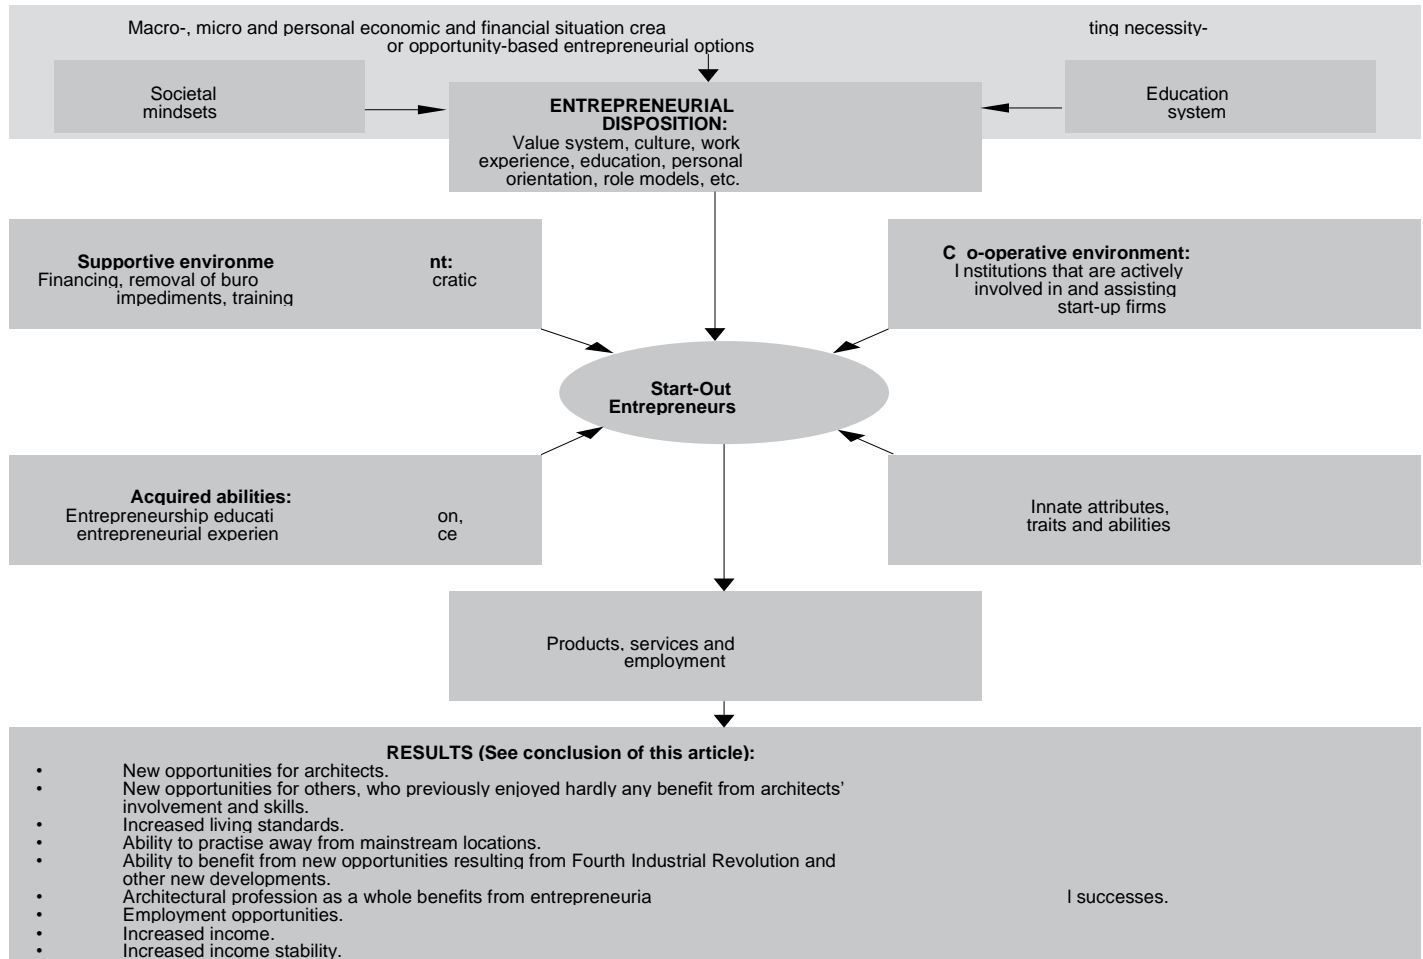 Macro-, micro and personal economic and financial situation crea ting necessity-
or opportunity-based entrepreneurial options
Societal
mindsets
ENTREPRENEURIAL
DISPOSITION:
Value system, culture, work
experience, education, personal
orientation, role models, etc.
Education
system
Supportive environme nt:
Financing, removal of buro cratic
impediments, training
C o-operative environment:
I nstitutions that are actively
involved in and assisting
start-up firms
Start-Out
Entrepreneurs
Acquired abilities:
Entrepreneurship educati on,
entrepreneurial experien ce
Innate attributes,
traits and abilities
Products, services and
employment
RESULTS (See conclusion of this article):
• New opportunities for architects.
• New opportunities for others, who previously enjoyed hardly any benefit from architects’
involvement and skills.
• Increased living standards.
• Ability to practise away from mainstream locations.
• Ability to benefit from new opportunities resulting from Fourth Industrial Revolution and
other new developments.
• Architectural profession as a whole benefits from entrepreneuria l successes.
• Employment opportunities.
• Increased income.
• Increased income stability.